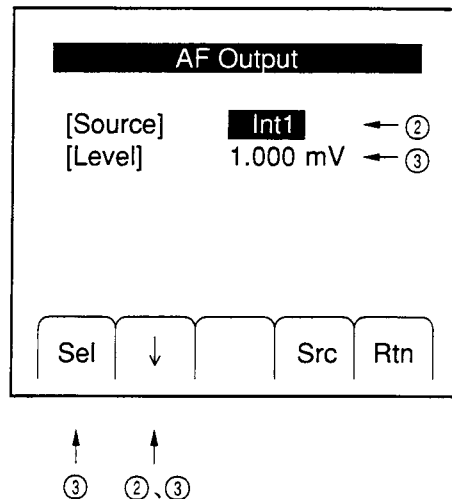 AF Output
[Source] Int1 ← ②
[Level] 1.000 mV ← ③
Sel ↓ Src Rtn
③ ②、③